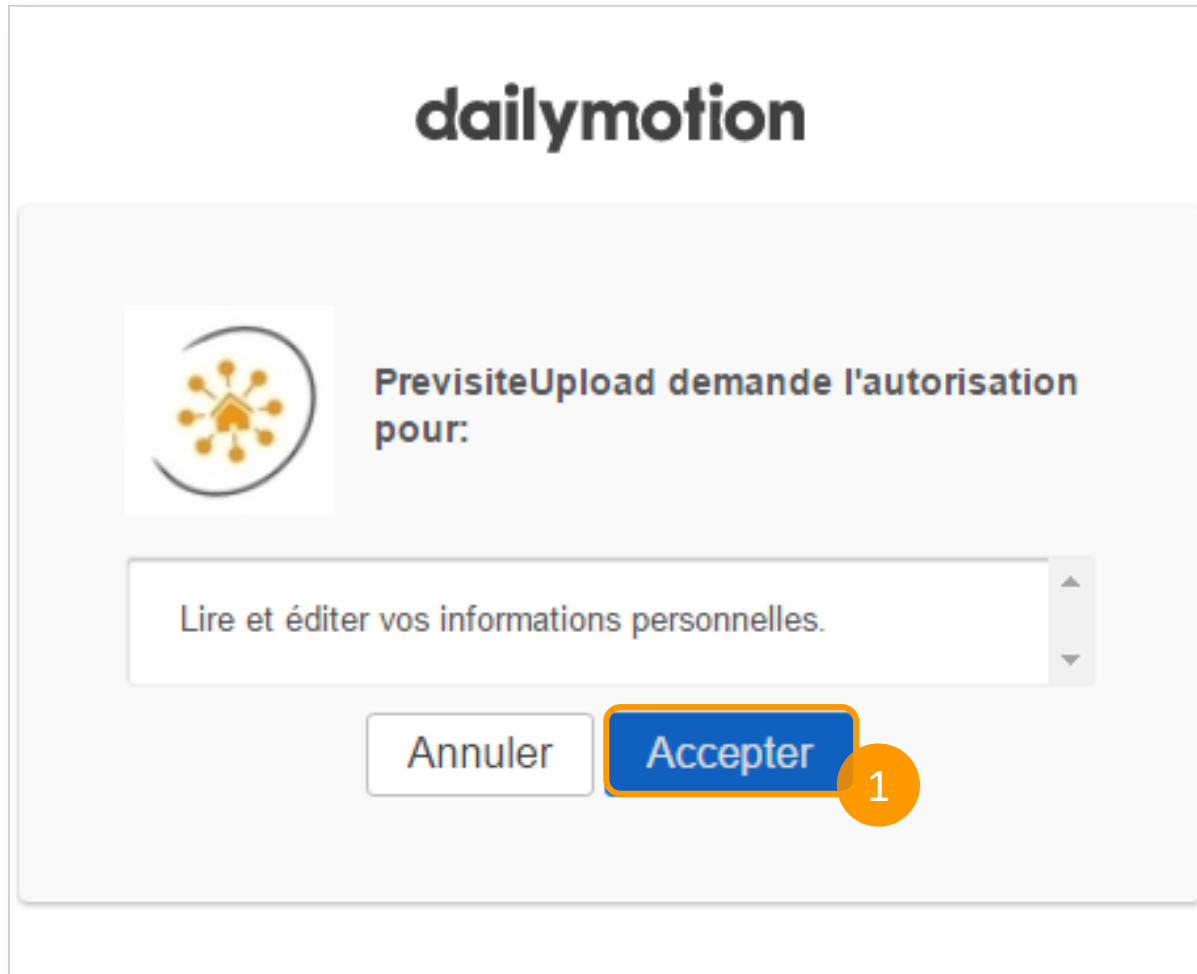 dailymotion
PrevisiteUpload demande l'autorisation
pour:
Lire et éditer vos informations personnelles.
Annuler Accepter
1